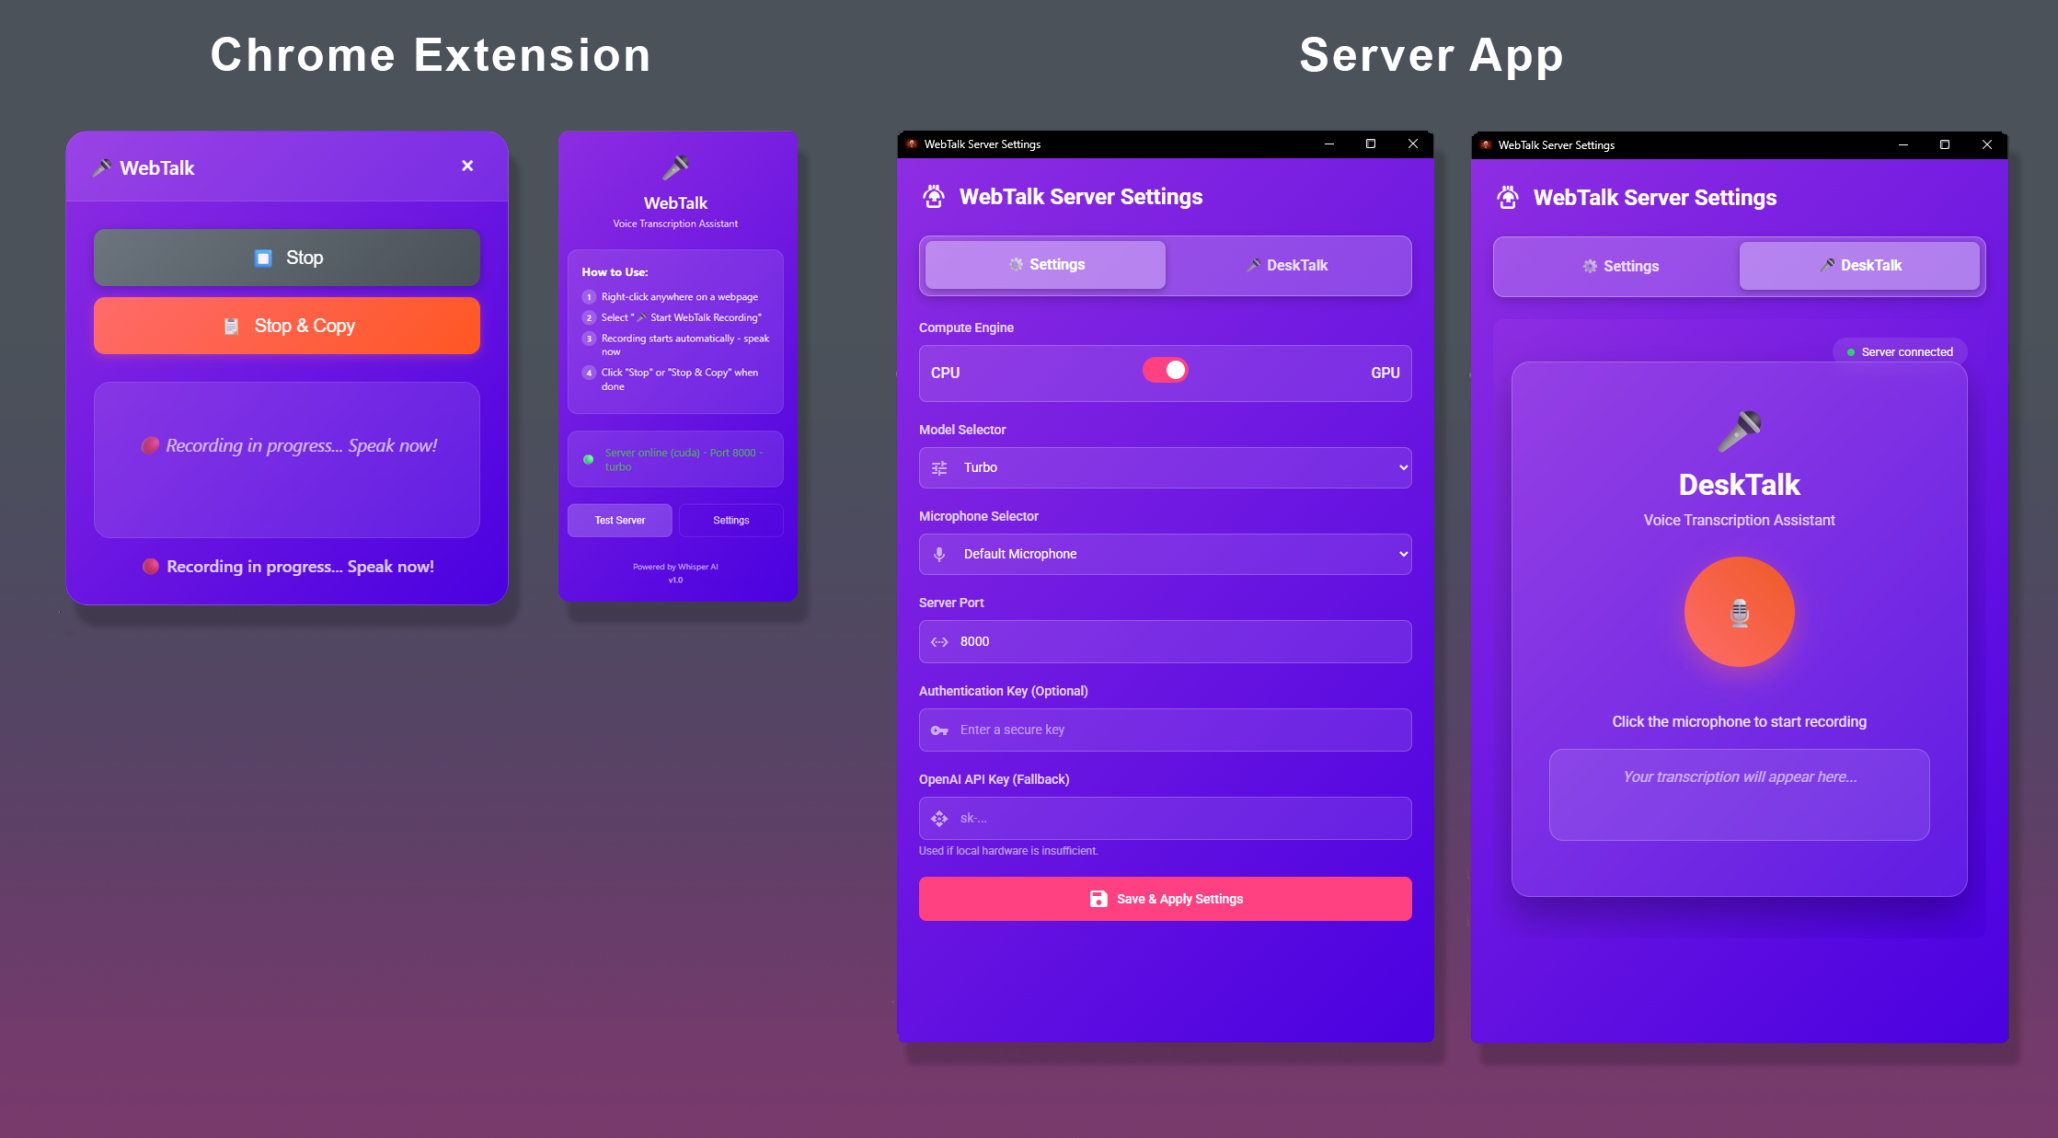 Chrome Extension
Server App
WebTalk
Stop
Stop & Copy
Recording in progress... Speak now!
Recording in progress... Speak now!
WebTalk
Voice Transcription Assistant
How to Use:
1 Right-click anywhere on a webpage
2 Select "🎤 Start WebTalk Recording"
3 Recording starts automatically - speak
now
4 Click "Stop" or "Stop & Copy" when
done
Server online (cuda) - Port 8000 -
turbo
Test Server
Settings
Powered by Whisper AI
v1.0
WebTalk Server Settings
WebTalk Server Settings
Settings
DeskTalk
Compute Engine
CPU
GPU
Model Selector
Turbo
Microphone Selector
Default Microphone
Server Port
8000
Authentication Key (Optional)
Enter a secure key
OpenAI API Key (Fallback)
sk-...
Used if local hardware is insufficient.
Save & Apply Settings
WebTalk Server Settings
WebTalk Server Settings
Settings
DeskTalk
Server connected
DeskTalk
Voice Transcription Assistant
Click the microphone to start recording
Your transcription will appear here...